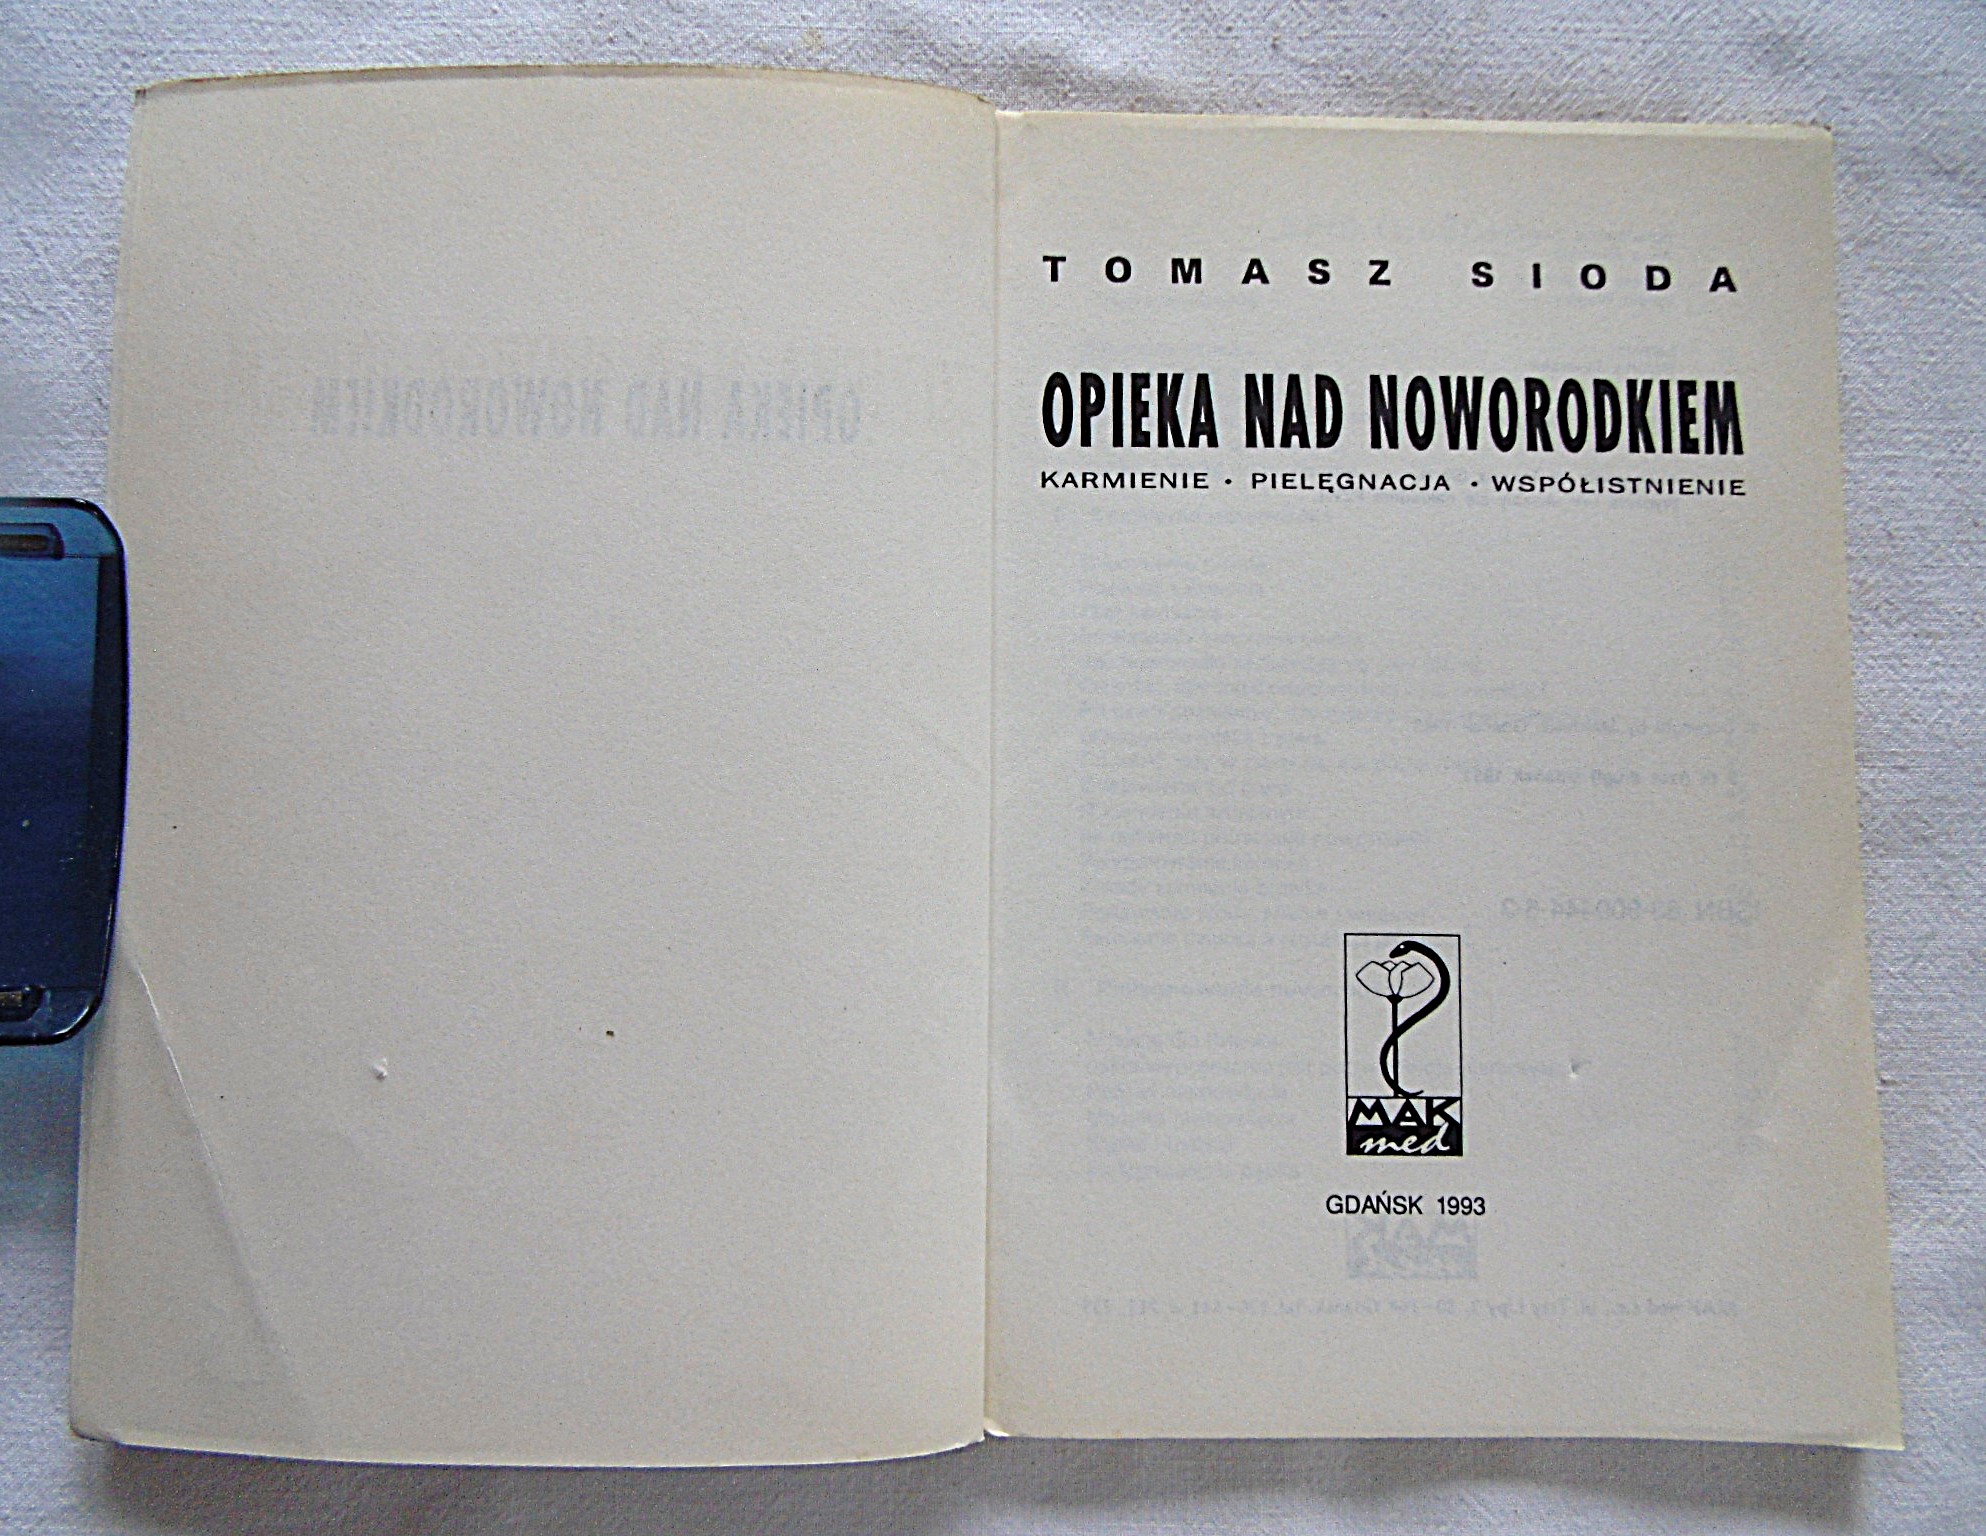 TOMASZ SIODA
OPIEKA NAD NOWORODKIEM
KARMIENIE • PIELĘGNACJA • WSPÓŁISTNIENIE
MAK
med
GDAŃSK 1993